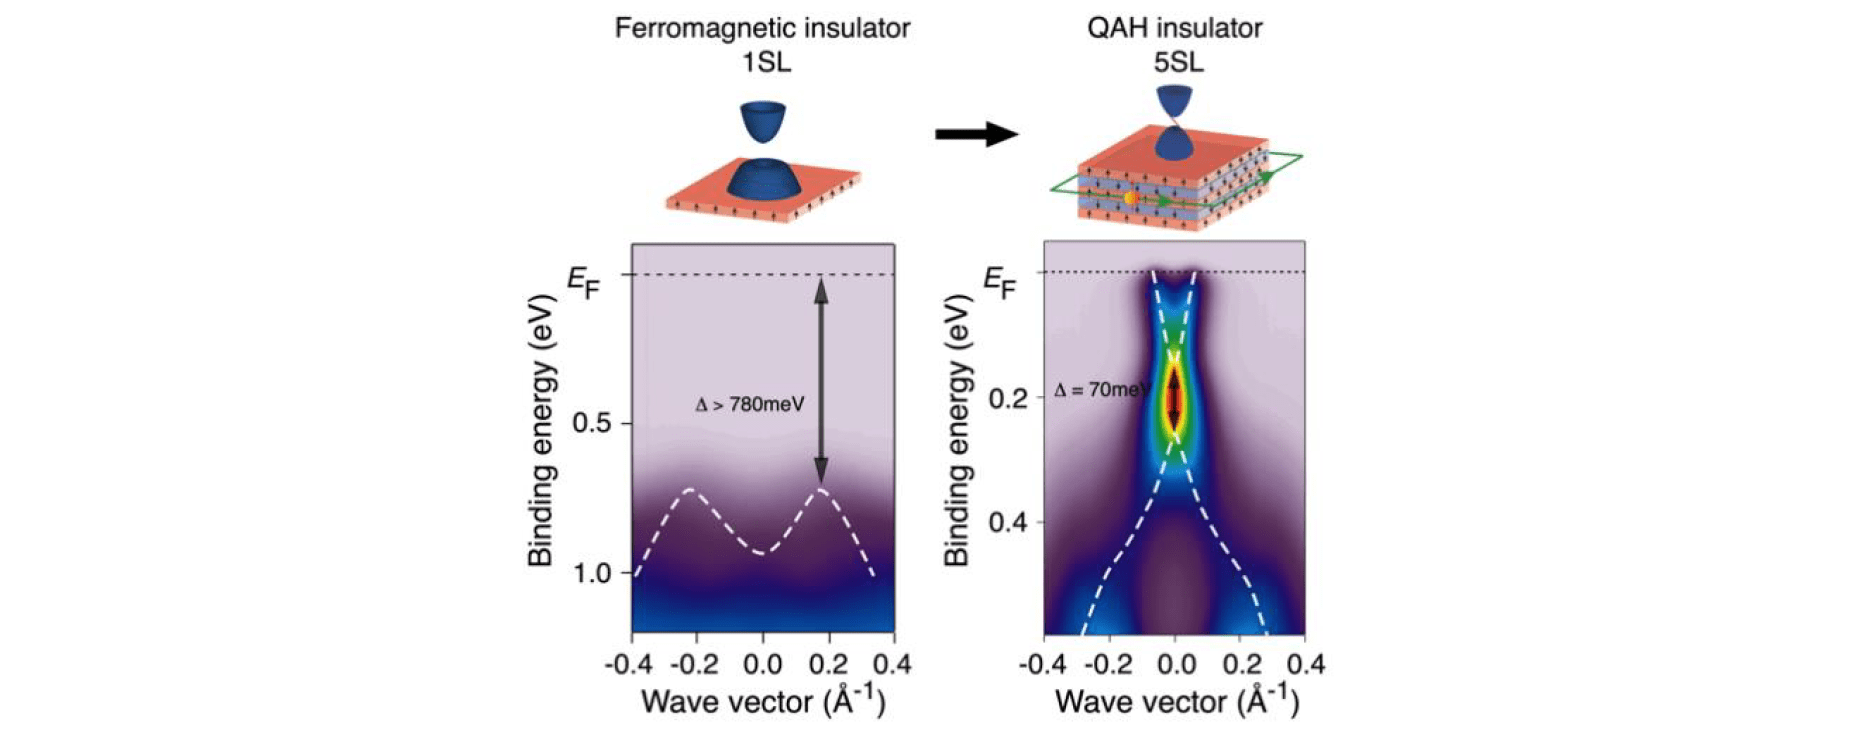 Ferromagnetic insulator
1SL
QAH insulator
5SL
EF
Δ > 780meV
0.5
1.0
Binding energy (eV)
-0.4 -0.2 0.0 0.2 0.4
Wave vector (Å-1)
EF
Δ = 70meV
0.2
0.4
Binding energy (eV)
-0.4 -0.2 0.0 0.2 0.4
Wave vector (Å-1)